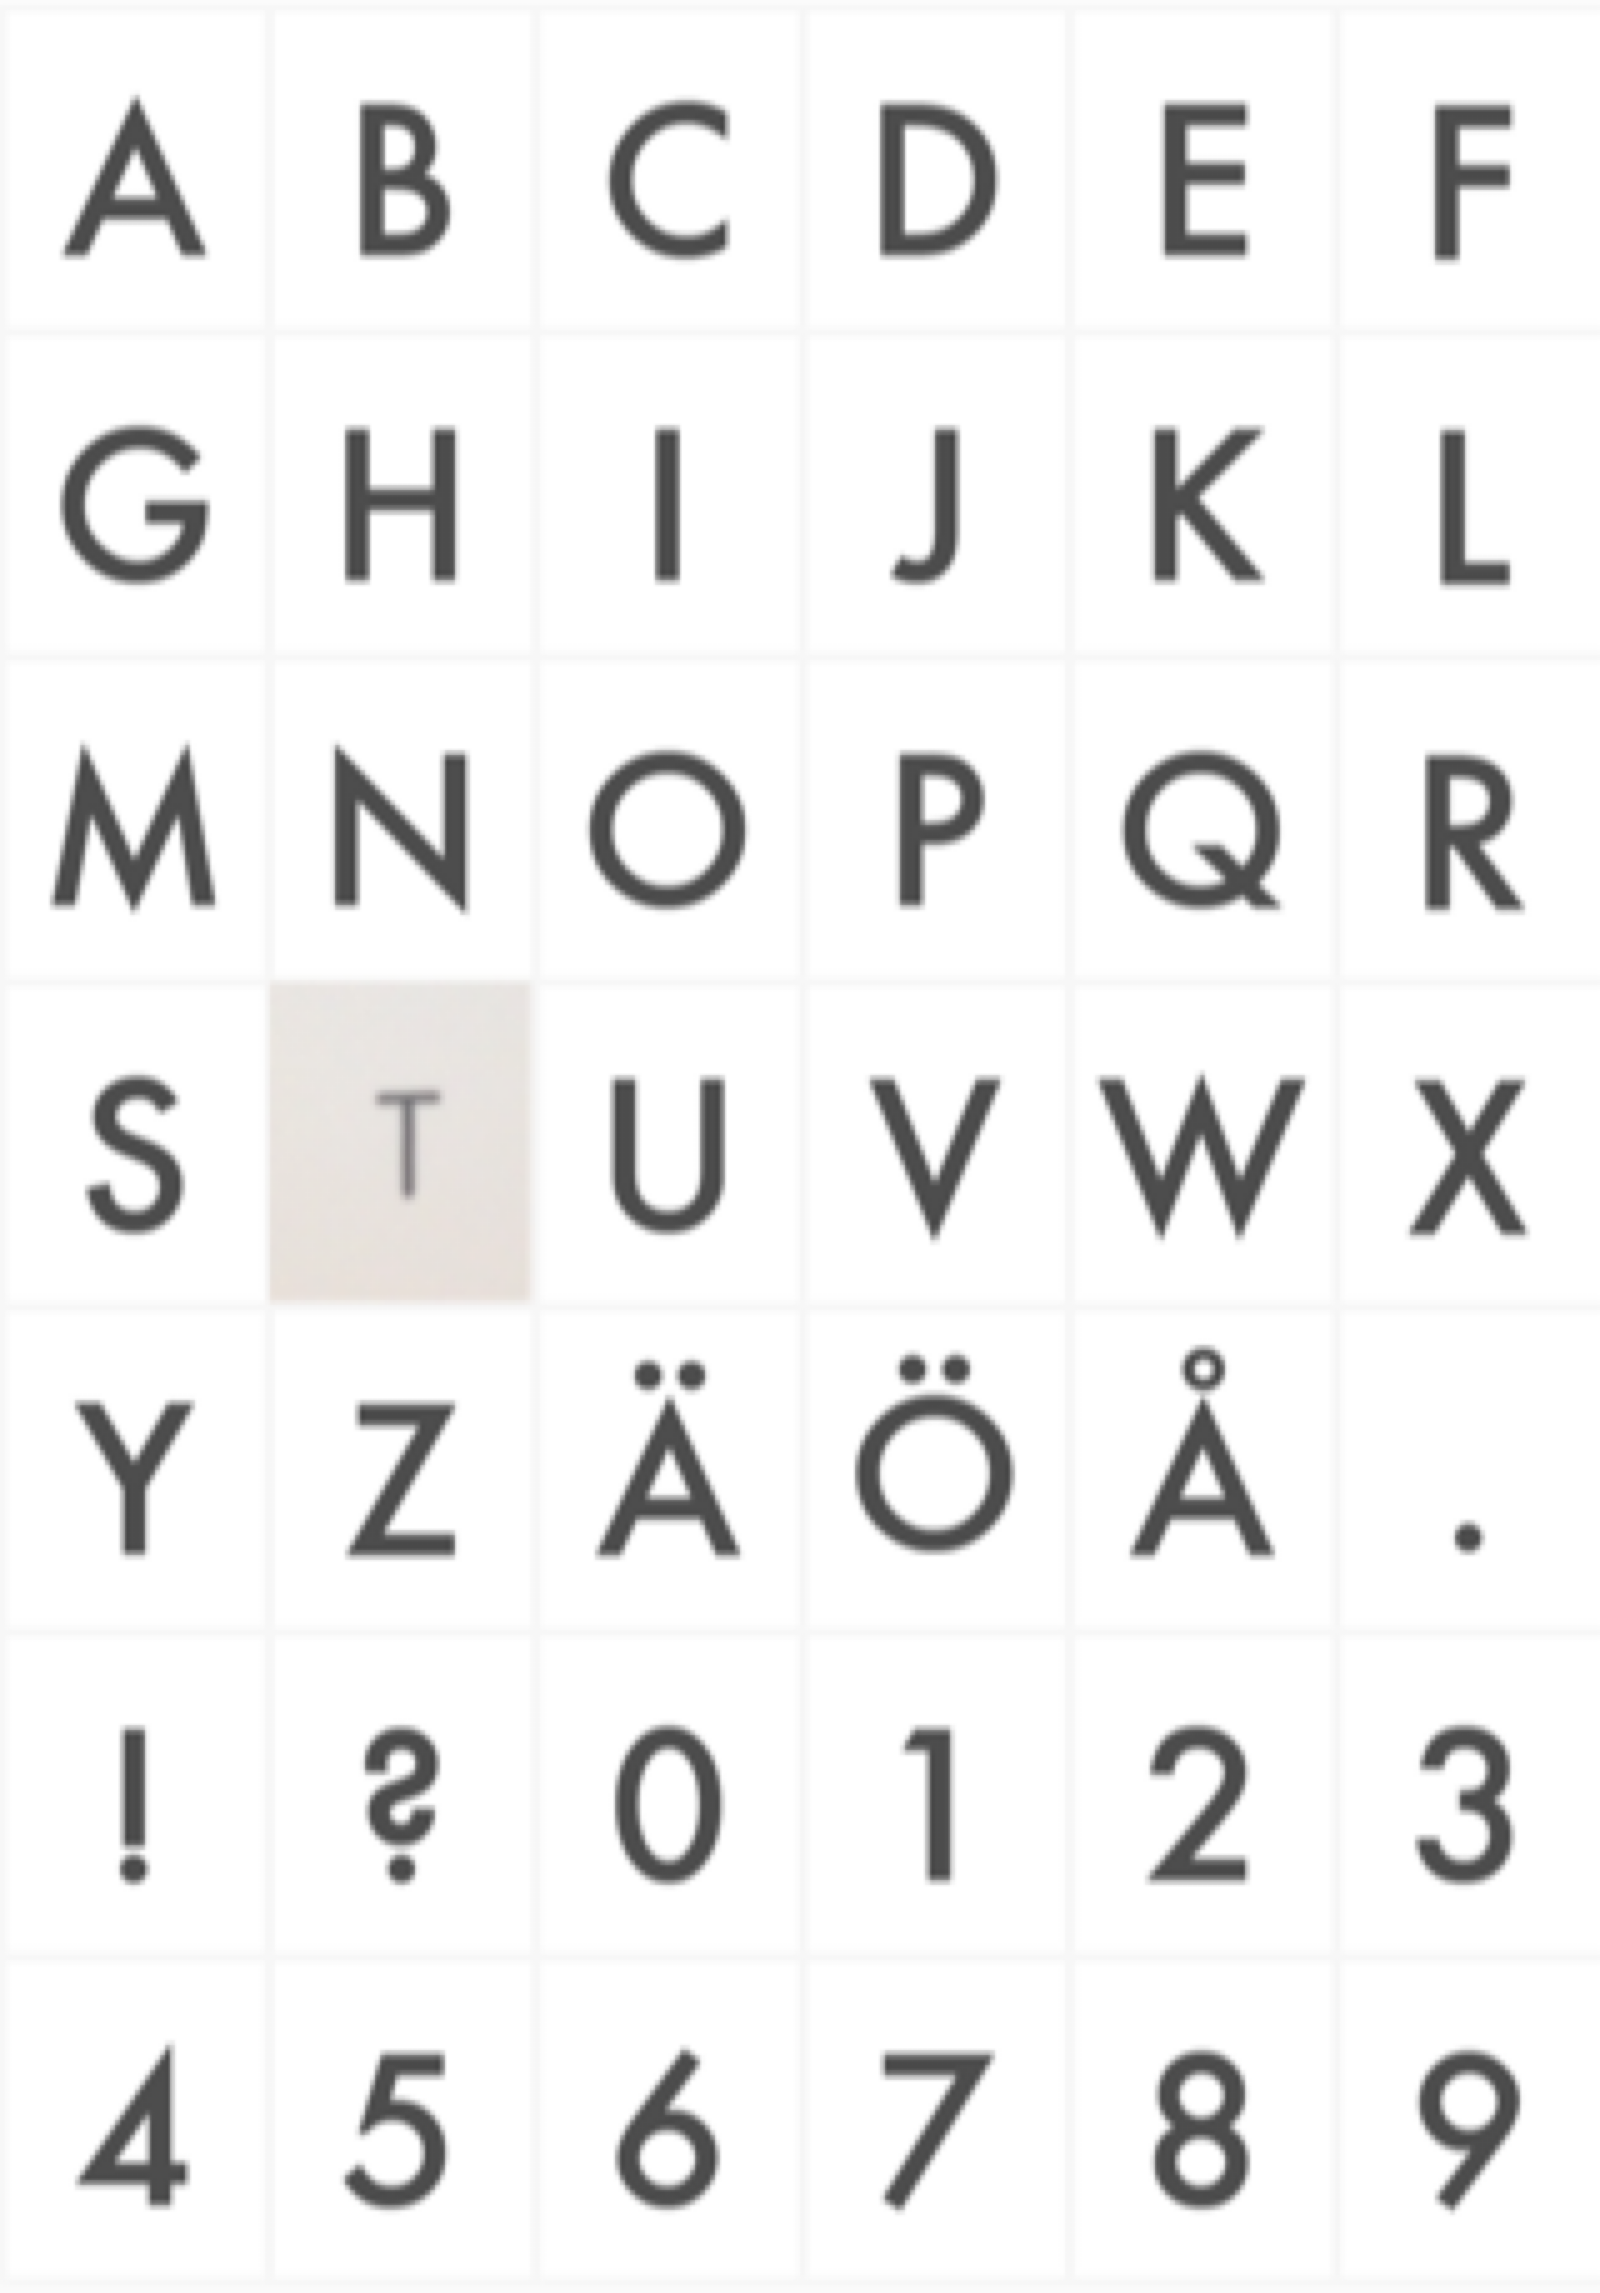 A B C D E F
G H I J K L
M N O P Q R
S T U V W X
Y Z Ä Ö Å .
! ? 0 1 2 3
4 5 6 7 8 9